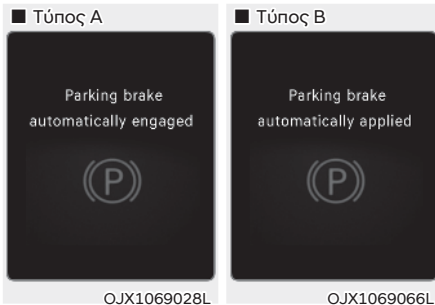 ■ Τύπος A
■ Τύπος B
Parking brake
automatically engaged
(P)
OJX1069028L
Parking brake
automatically applied
(P)
OJX1069066L